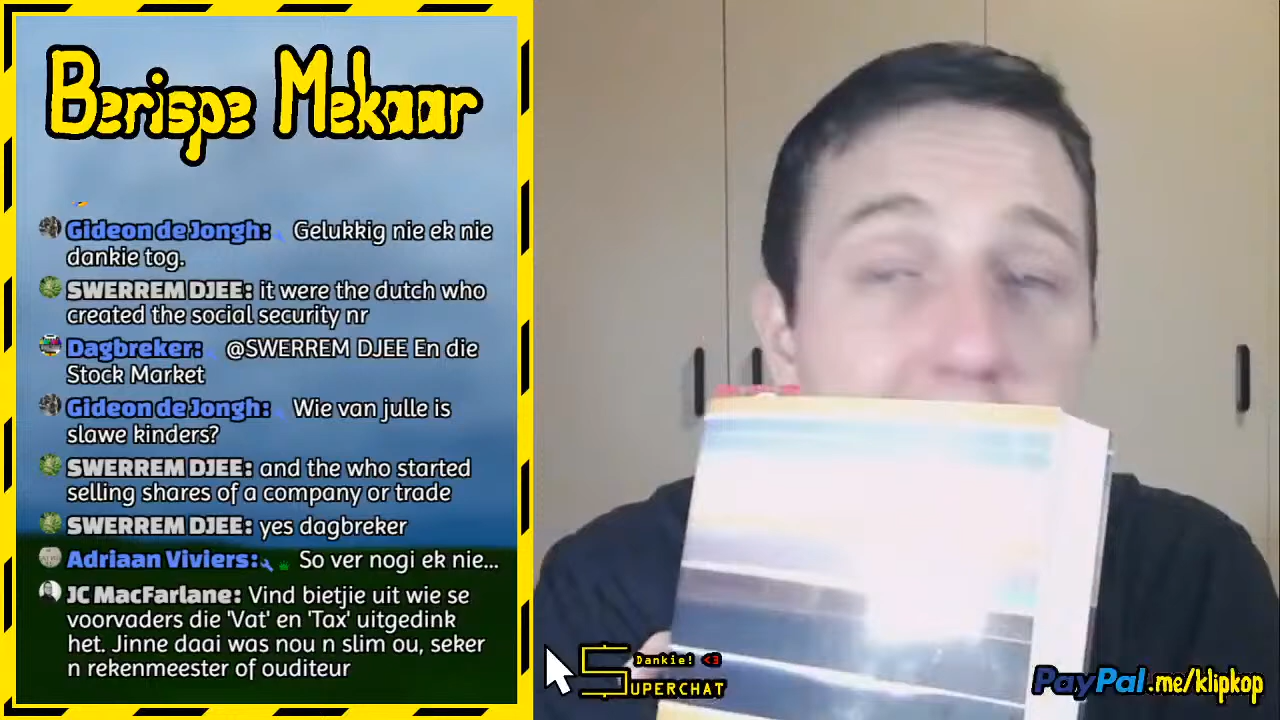 Berispe Mekaar
Gideon de Jongh: Gelukkig nie ek nie
dankie tog.
SWERREM DJEE: it were the dutch who
created the social security nr
Dagbreker: @SWERREM DJEE En die
Stock Market
Gideon de Jongh: Wie van julle is
slawe kinders?
SWERREM DJEE: and the who started
selling shares of a company or trade
SWERREM DJEE: yes dagbreker
Adriaan Viviers: So ver nogi ek nie...
JC MacFarlane: Vind bietjie uit wie se
voorvaders die 'Vat' en 'Tax' uitgedink
het. Jinne daai was nou n slim ou, seker
n rekenmeester of ouditeur
Dankie! <3
SUPERCHAT
PayPal.me/klipkop